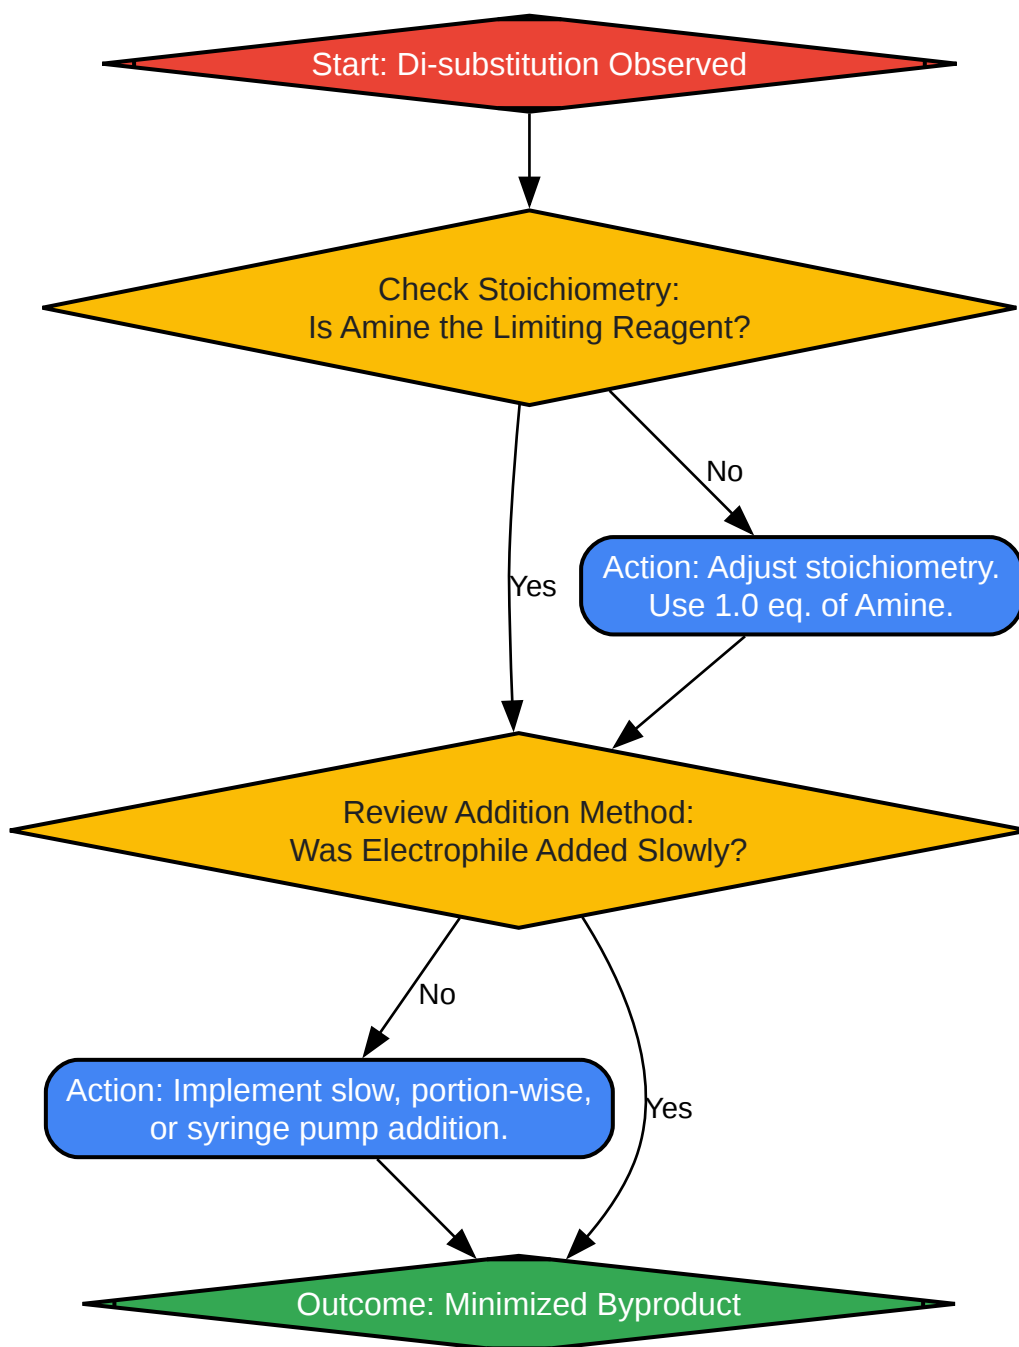 Start: Di-substitution Observed
Check Stoichiometry:
Is Amine the Limiting Reagent?
No
Action: Adjust stoichiometry.
Use 1.0 eq. of Amine.
Yes
Review Addition Method:
Was Electrophile Added Slowly?
No
Action: Implement slow, portion-wise,
or syringe pump addition.
Yes
Outcome: Minimized Byproduct